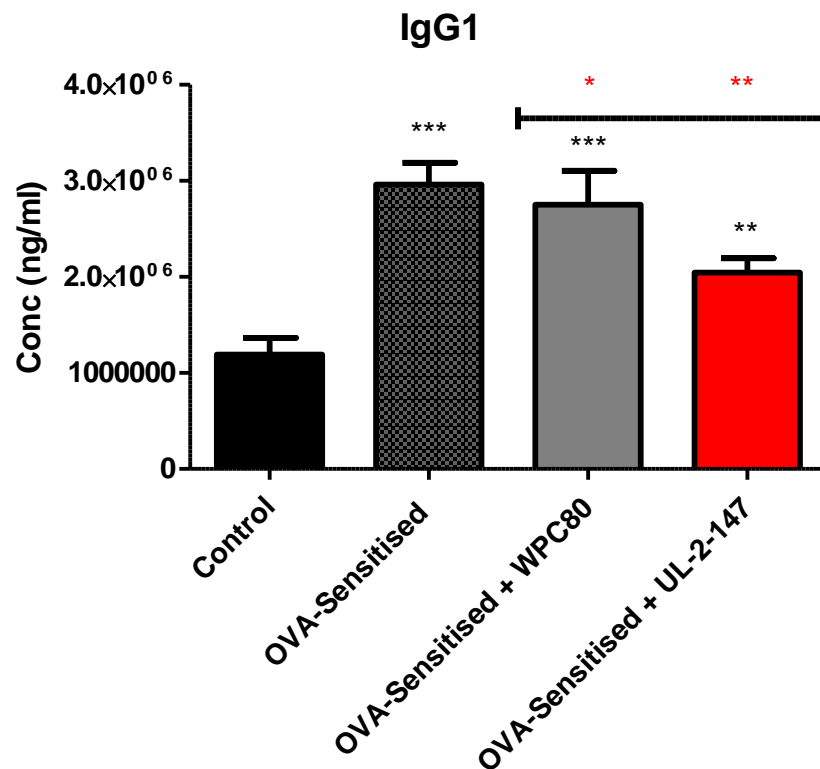 IgG1
4.0×10⁰⁶
3.0×10⁰⁶
2.0×10⁰⁶
1000000
0
Conc (ng/ml)
* **
***
***
**
Control
OVA-Sensitised
OVA-Sensitised + WPC80
OVA-Sensitised + UL-2-147